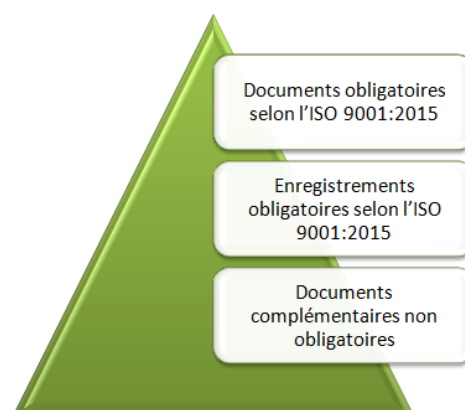 Documents obligatoires
selon l’ISO 9001:2015
Enregistrements
obligatoires selon l’ISO
9001:2015
Documents
complémentaires non
obligatoires